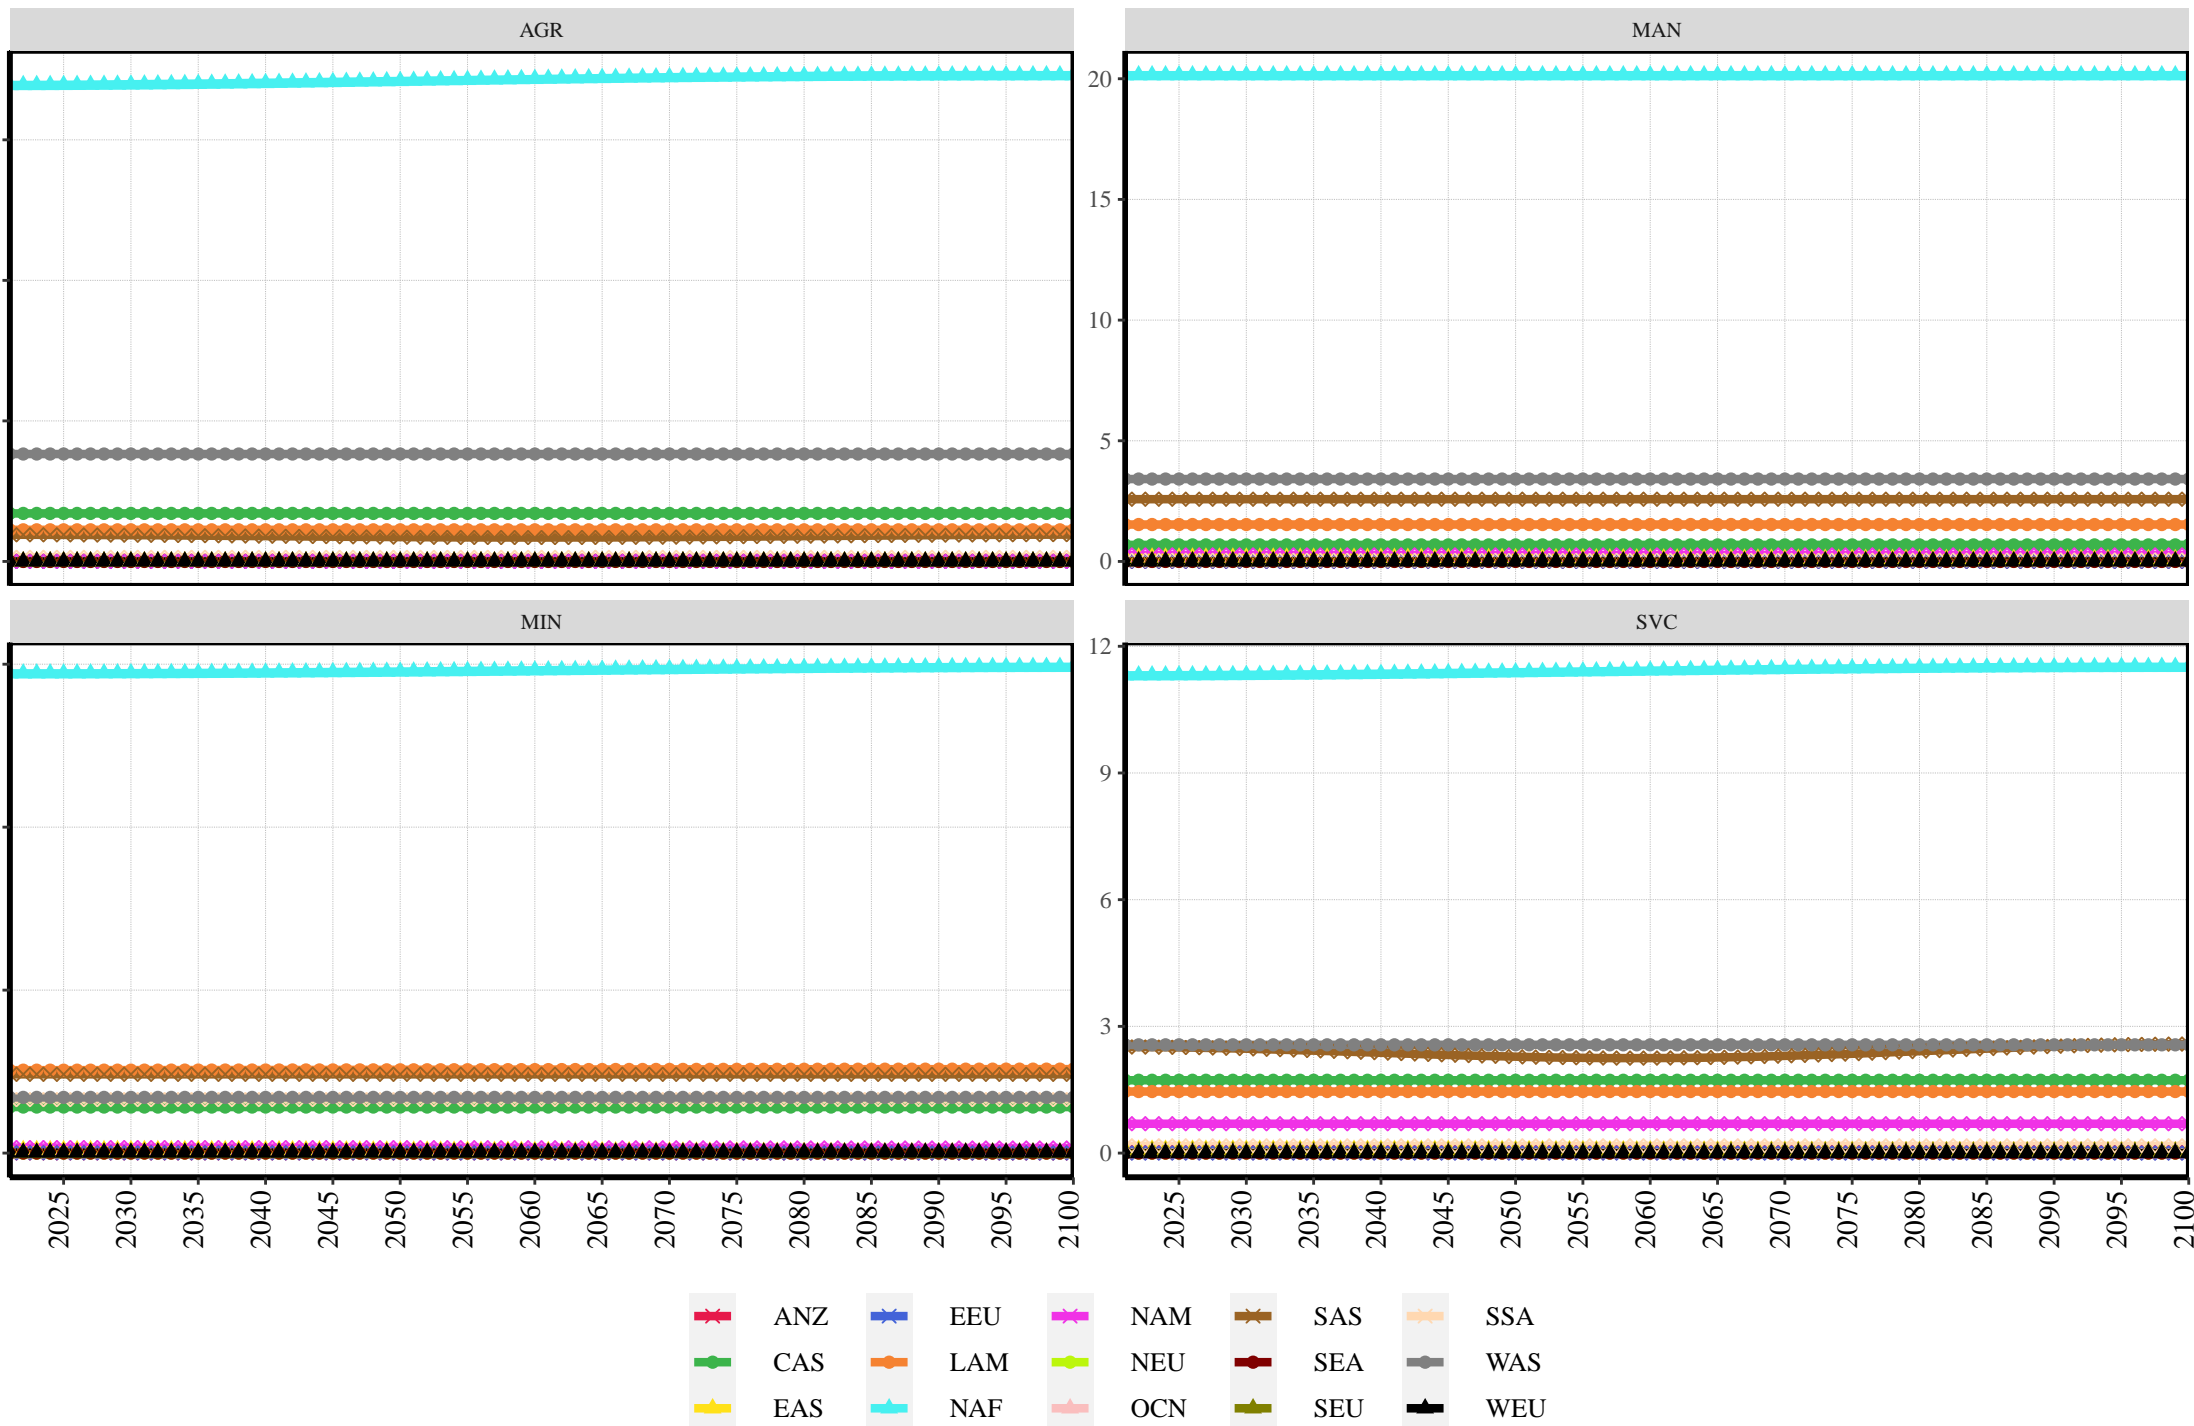 AGR
MAN
20
15
10
5
0
MIN
SVC
12
9
6
3
0
2025 2030 2035 2040 2045 2050 2055 2060 2065 2070 2075 2080 2085 2090 2095 2100
2025 2030 2035 2040 2045 2050 2055 2060 2065 2070 2075 2080 2085 2090 2095 2100
ANZ EEU NAM SAS SSA
CAS LAM NEU SEA WAS
EAS NAF OCN SEU WEU